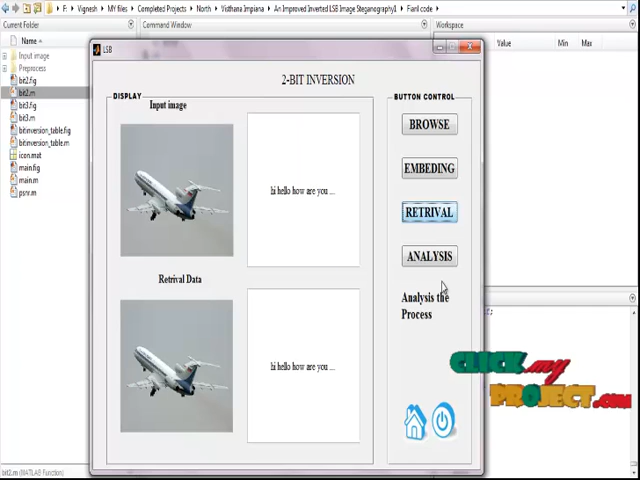 F: ▸ Vignesh ▸ MY files ▸ Completed Projects ▸ North ▸ Visthana Impiana ▸ An Improved Inverted LSB Image Steganography1 ▸ Fianl code ▸
Current Folder
Command Window
Workspace
Name
Value
Min
Max
Input image
Preprocess
bit2.fig
bit2.m
bit3.fig
bit3.m
bitinversion_table.fig
bitinversion_table.m
icon.mat
main.fig
main.m
psnr.m
LSB
2-BIT INVERSION
DISPLAY
Input image
hi hello how are you ...
Retrival Data
hi hello how are you ...
BUTTON CONTROL
BROWSE
EMBEDING
RETRIVAL
ANALYSIS
Analysis the
Process
CLICK my
PROJECT.com
bit2.m (MATLAB Function)